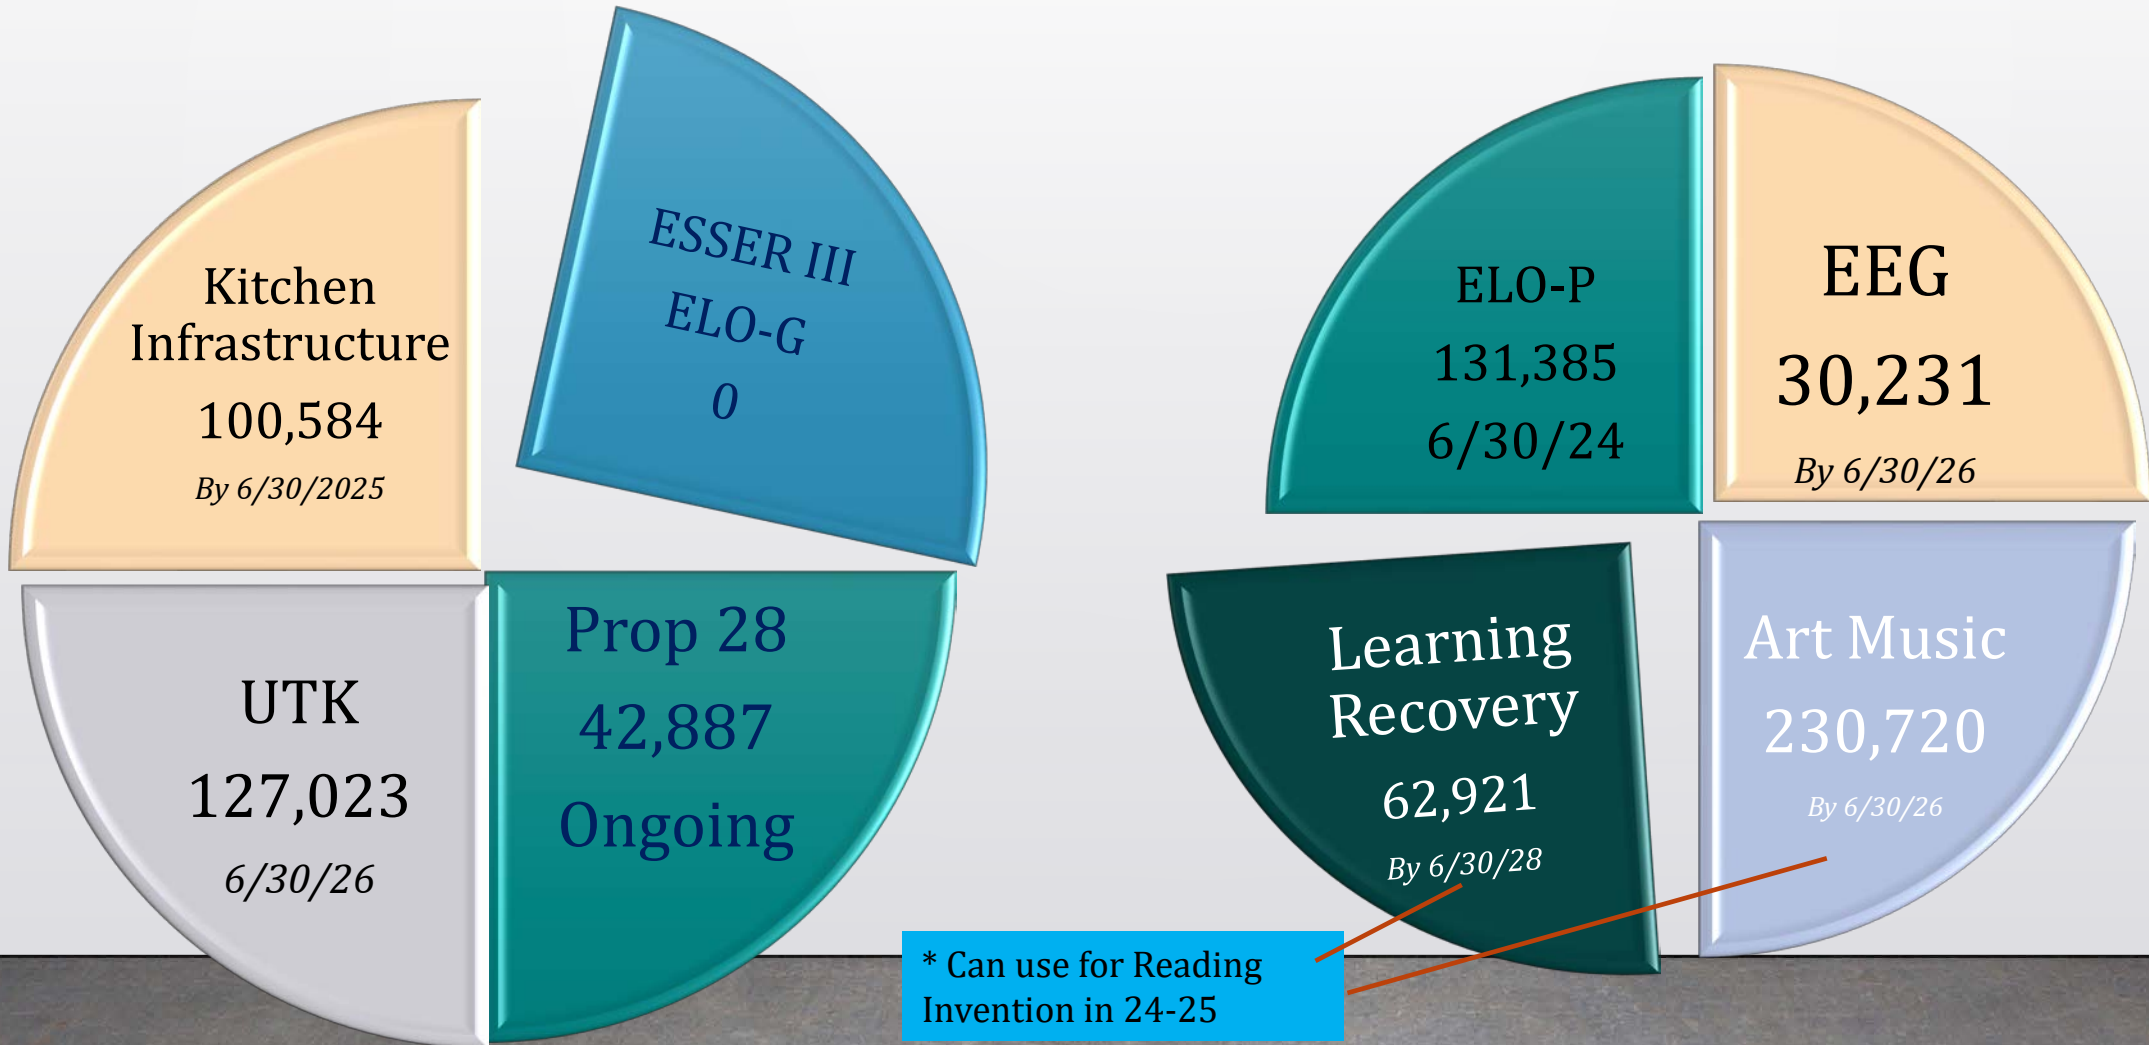 Kitchen
Infrastructure
100,584
By 6/30/2025
ESSER III
ELO-G
0
UTK
127,023
6/30/26
Prop 28
42,887
Ongoing
ELO-P
131,385
6/30/24
EEG
30,231
By 6/30/26
Learning
Recovery
62,921
By 6/30/28
Art Music
230,720
By 6/30/26
* Can use for Reading
Invention in 24-25